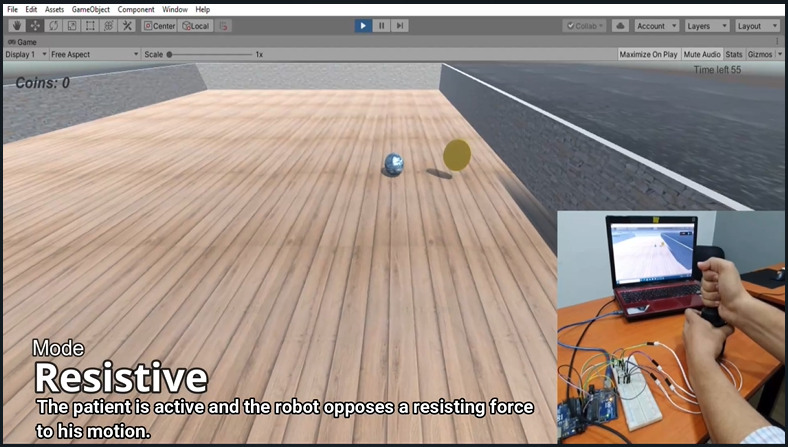 File Edit Assets GameObject Component Window Help
Center Local Collab Account Layers Layout
Game
Display 1 Free Aspect Scale 1x Maximize On Play Mute Audio Stats Gizmos
Coins: 0
Time left 55
Mode
Resistive
The patient is active and the robot opposes a resisting force
to his motion.